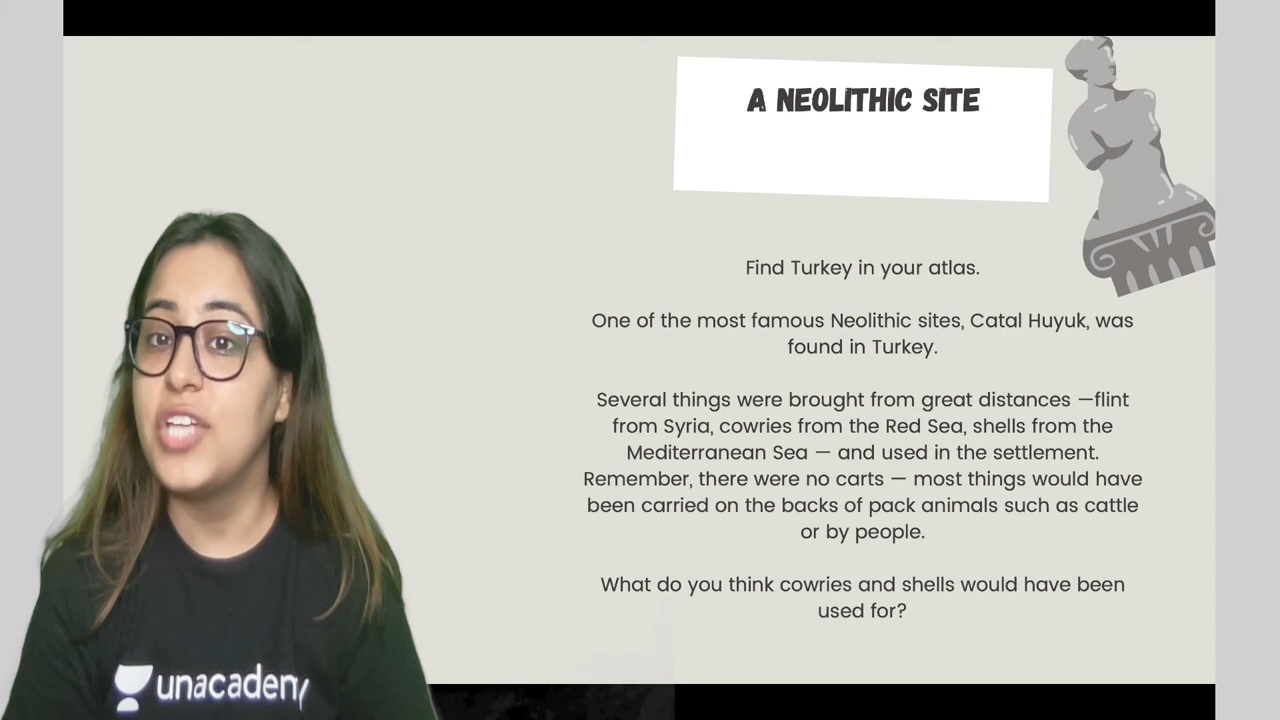 A NEOLITHIC SITE
Find Turkey in your atlas.
One of the most famous Neolithic sites, Catal Huyuk, was
found in Turkey.
Several things were brought from great distances —flint
from Syria, cowries from the Red Sea, shells from the
Mediterranean Sea — and used in the settlement.
Remember, there were no carts — most things would have
been carried on the backs of pack animals such as cattle
or by people.
What do you think cowries and shells would have been
used for?
unacademy